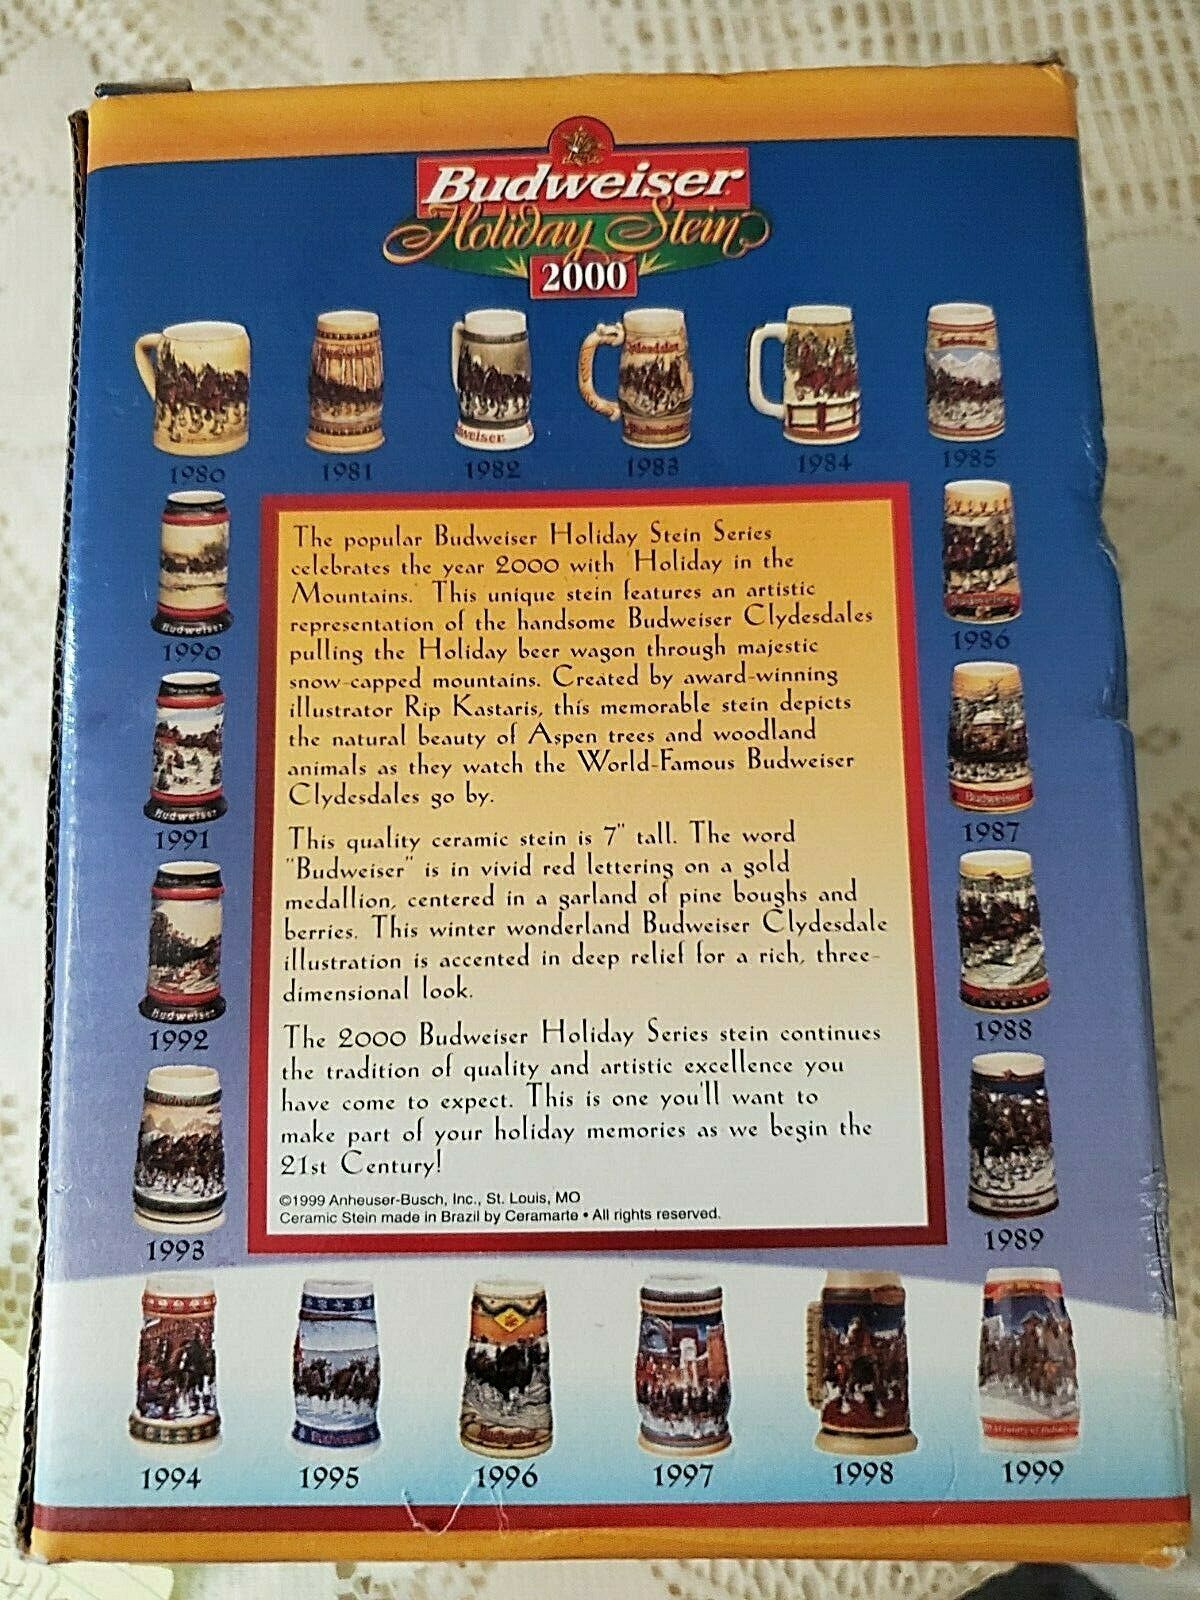 Budweiser
Holiday Stein
2000
1980 1981 1982 1983 1984 1985
Budweiser
1990
1986
Budweiser
1991
Budweiser
1987
Budweiser
1992
1988
1993
1989
The popular Budweiser Holiday Stein Series
celebrates the year 2000 with 'Holiday in the
Mountains.' This unique stein features an artistic
representation of the handsome Budweiser Clydesdales
pulling the Holiday beer wagon through majestic
snow-capped mountains. Created by award-winning
illustrator Rip Kastaris, this memorable stein depicts
the natural beauty of Aspen trees and woodland
animals as they watch the World-Famous Budweiser
Clydesdales go by.
This quality ceramic stein is 7" tall. The word
"Budweiser" is in vivid red lettering on a gold
medallion, centered in a garland of pine boughs and
berries. This winter wonderland Budweiser Clydesdale
illustration is accented in deep relief for a rich, three-
dimensional look.
The 2000 Budweiser Holiday Series stein continues
the tradition of quality and artistic excellence you
have come to expect. This is one you'll want to
make part of your holiday memories as we begin the
21st Century!
©1999 Anheuser-Busch, Inc., St. Louis, MO
Ceramic Stein made in Brazil by Ceramarte • All rights reserved.
1994 1995 1996 1997 1998 1999